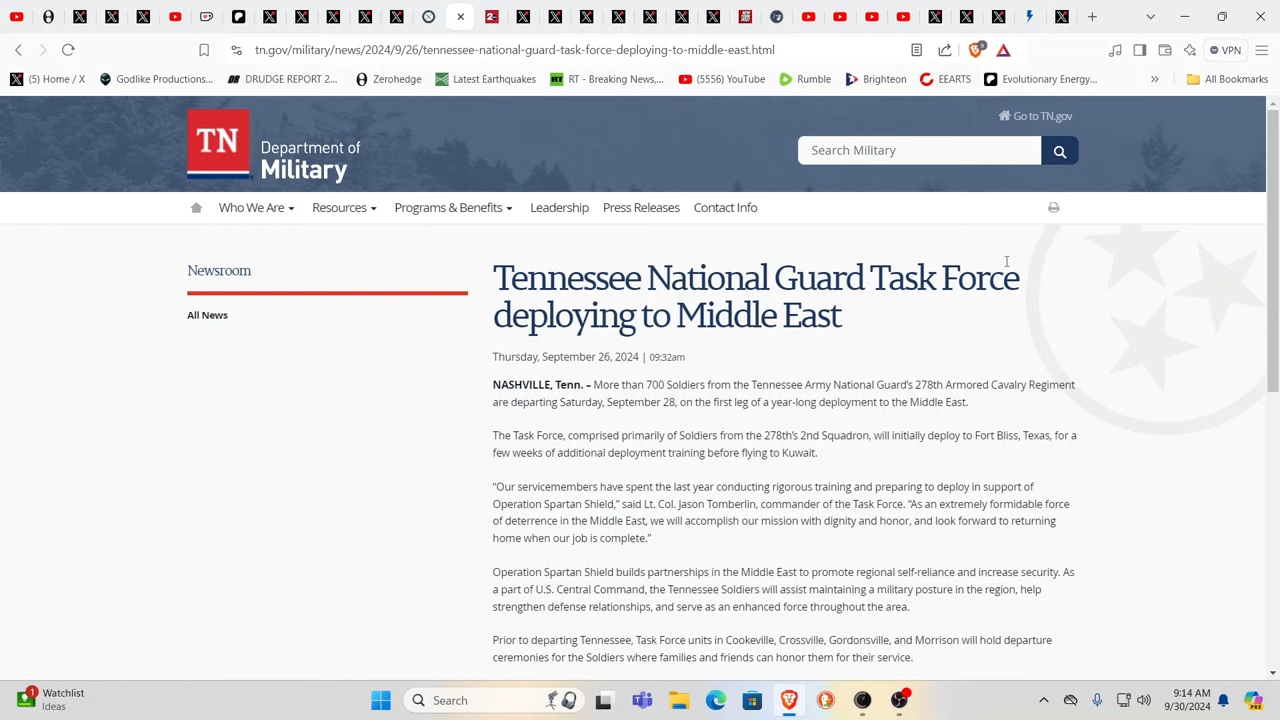 tn.gov/military/news/2024/9/26/tennessee-national-guard-task-force-deploying-to-middle-east.html
9
VPN
(5) Home / X
Godlike Productions...
DRUDGE REPORT 2...
Zerohedge
Latest Earthquakes
RT - Breaking News,...
(5550) YouTube
Rumble
Brighteon
EEARTS
Evolutionary Energy...
All Bookmarks
Go to TN.gov
TN
Department of
Military
Search Military
Who We Are
Resources
Programs & Benefits
Leadership
Press Releases
Contact Info
Newsroom
All News
Tennessee National Guard Task Force
deploying to Middle East
Thursday, September 26, 2024 | 09:32am
NASHVILLE, Tenn. – More than 700 Soldiers from the Tennessee Army National Guard's 278th Armored Cavalry Regiment
are departing Saturday, September 28, on the first leg of a year-long deployment to the Middle East.
The Task Force, comprised primarily of Soldiers from the 278th's 2nd Squadron, will initially deploy to Fort Bliss, Texas, for a
few weeks of additional deployment training before flying to Kuwait.
“Our servicemembers have spent the last year conducting rigorous training and preparing to deploy in support of
Operation Spartan Shield,” said Lt. Col. Jason Tomberlin, commander of the Task Force. “As an extremely formidable force
of deterrence in the Middle East, we will accomplish our mission with dignity and honor, and look forward to returning
home when our job is complete.”
Operation Spartan Shield builds partnerships in the Middle East to promote regional self-reliance and increase security. As
a part of U.S. Central Command, the Tennessee Soldiers will assist maintaining a military posture in the region, help
strengthen defense relationships, and serve as an enhanced force throughout the area.
Prior to departing Tennessee, Task Force units in Cookeville, Crossville, Gordonsville, and Morrison will hold departure
ceremonies for the Soldiers where families and friends can honor them for their service.
1
Watchlist
Ideas
Search
9:14 AM
9/30/2024
PRE